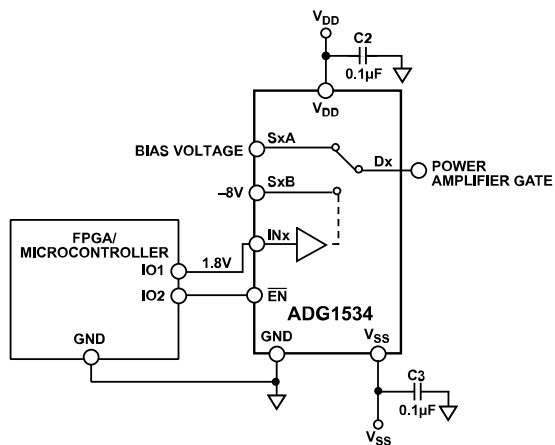 VDD
C2
0.1µF
VDD
BIAS VOLTAGE
SxA
Dx
POWER
AMPLIFIER GATE
–8V
SxB
FPGA/
MICROCONTROLLER
INx
IO1
1.8V
IO2
EN
ADG1534
GND
GND
VSS
C3
0.1µF
VSS